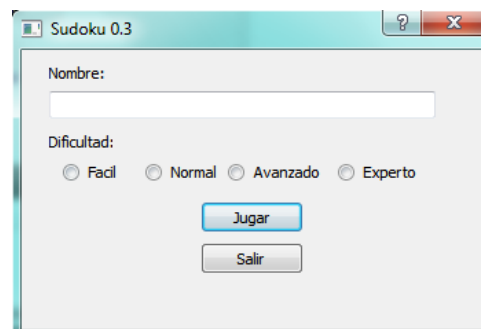 Sudoku 0.3
Nombre:
Dificultad:
Facil Normal Avanzado Experto
Jugar
Salir